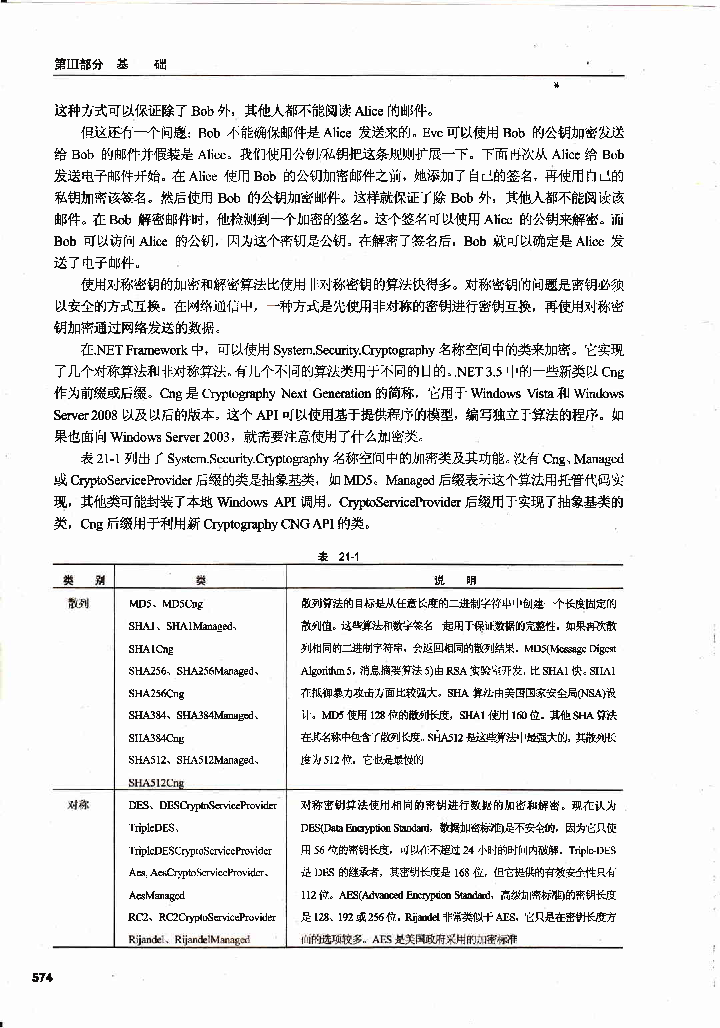 第III部分 基 础
这种方式可以保证除了 Bob 外，其他人都不能阅读 Alice 的邮件。
但这还有一个问题：Bob 不能确保邮件是 Alice 发送来的。Eve 可以使用 Bob 的公钥加密发送
给 Bob 的邮件并假装是 Alice。我们使用公钥/私钥把这条规则扩展一下。下面再次从 Alice 给 Bob
发送电子邮件开始。在 Alice 使用 Bob 的公钥加密邮件之前，她添加了自己的签名，再使用自己的
私钥加密该签名。然后使用 Bob 的公钥加密邮件。这样就保证了除 Bob 外，其他人都不能阅读该
邮件。在 Bob 解密邮件时，他检测到一个加密的签名。这个签名可以使用 Alice 的公钥来解密。而
Bob 可以访问 Alice 的公钥，因为这个密钥是公钥。在解密了签名后，Bob 就可以确定是 Alice 发
送了电子邮件。
使用对称密钥的加密和解密算法比使用非对称密钥的算法快得多。对称密钥的问题是密钥必须
以安全的方式互换。在网络通信中，一种方式是先使用非对称的密钥进行密钥互换，再使用对称密
钥加密通过网络发送的数据。
在.NET Framework 中，可以使用 System.Security.Cryptography 名称空间中的类来加密。它实现
了几个对称算法和非对称算法。有几个不同的算法类用于不同的目的。.NET 3.5 中的一些新类以 Cng
作为前缀或后缀。Cng 是 Cryptography Next Generation 的简称，它用于 Windows Vista 和 Windows
Server 2008 以及以后的版本。这个 API 可以使用基于提供程序的模型，编写独立于算法的程序。如
果也面向 Windows Server 2003，就需要注意使用了什么加密类。
表 21-1 列出了 System.Security.Cryptography 名称空间中的加密类及其功能。没有 Cng、Managed
或 CryptoServiceProvider 后缀的类是抽象基类，如 MD5。Managed 后缀表示这个算法用托管代码实
现，其他类可能封装了本地 Windows API 调用。CryptoServiceProvider 后缀用于实现了抽象基类的
类，Cng 后缀用于利用新 Cryptography CNG API 的类。
表 21-1
类 别 类 说 明
散列 MD5、MD5Cng 散列算法的目标是从任意长度的二进制字符串中创建一个长度固定的
SHA1、SHA1Managed、 散列值。这些算法和数字签名一起用于保证数据的完整性。如果再次散
SHA1Cng 列相同的二进制字符串，会返回相同的散列结果。MD5(Message Digest
SHA256、SHA256Managed、 Algorithm 5，消息摘要算法 5)由 RSA 实验室开发，比 SHA1 快。SHA1
SHA256Cng 在抵御暴力攻击方面比较强大。SHA 算法由美国国家安全局(NSA)设
SHA384、SHA384Managed、 计。MD5 使用 128 位的散列长度，SHA1 使用 160 位。其他 SHA 算法
SHA384Cng 在其名称中包含了散列长度。SHA512 是这些算法中最强大的，其散列长
SHA512、SHA512Managed、 度为 512 位，它也是最慢的
SHA512Cng
对称 DES、DESCryptoServiceProvider 对称密钥算法使用相同的密钥进行数据的加密和解密。现在认为
TripleDES、 DES(Data Encryption Standard，数据加密标准)是不安全的，因为它只使
TripleDESCryptoServiceProvider 用 56 位的密钥长度，可以在不超过 24 小时的时间内破解。Triple-DES
Aes, AesCryptoServiceProvider、 是 DES 的继承者，其密钥长度是 168 位，但它提供的有效安全性只有
AesManaged 112 位。AES(Advanced Encryption Standard，高级加密标准)的密钥长度
RC2、RC2CryptoServiceProvider 是 128、192 或 256 位。Rijandel 非常类似于 AES，它只是在密钥长度方
Rijandel、RijandelManaged 面的选项较多。AES 是美国政府采用的加密标准
574